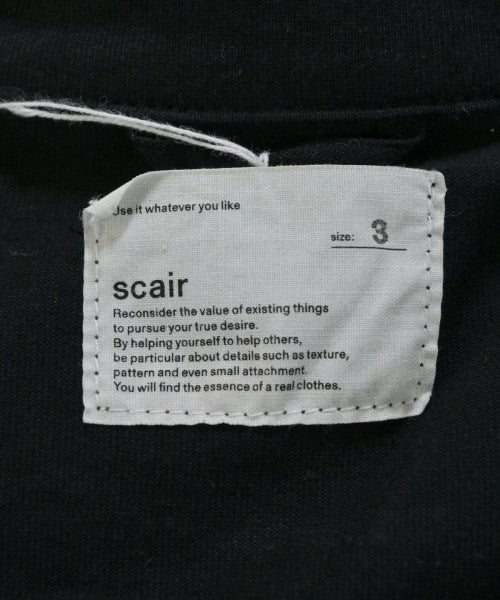 Jse it whatever you like
size: 3
scair
Reconsider the value of existing things
to pursue your true desire.
By helping yourself to help others,
be particular about details such as texture,
pattern and even small attachment.
You will find the essence of a real clothes.